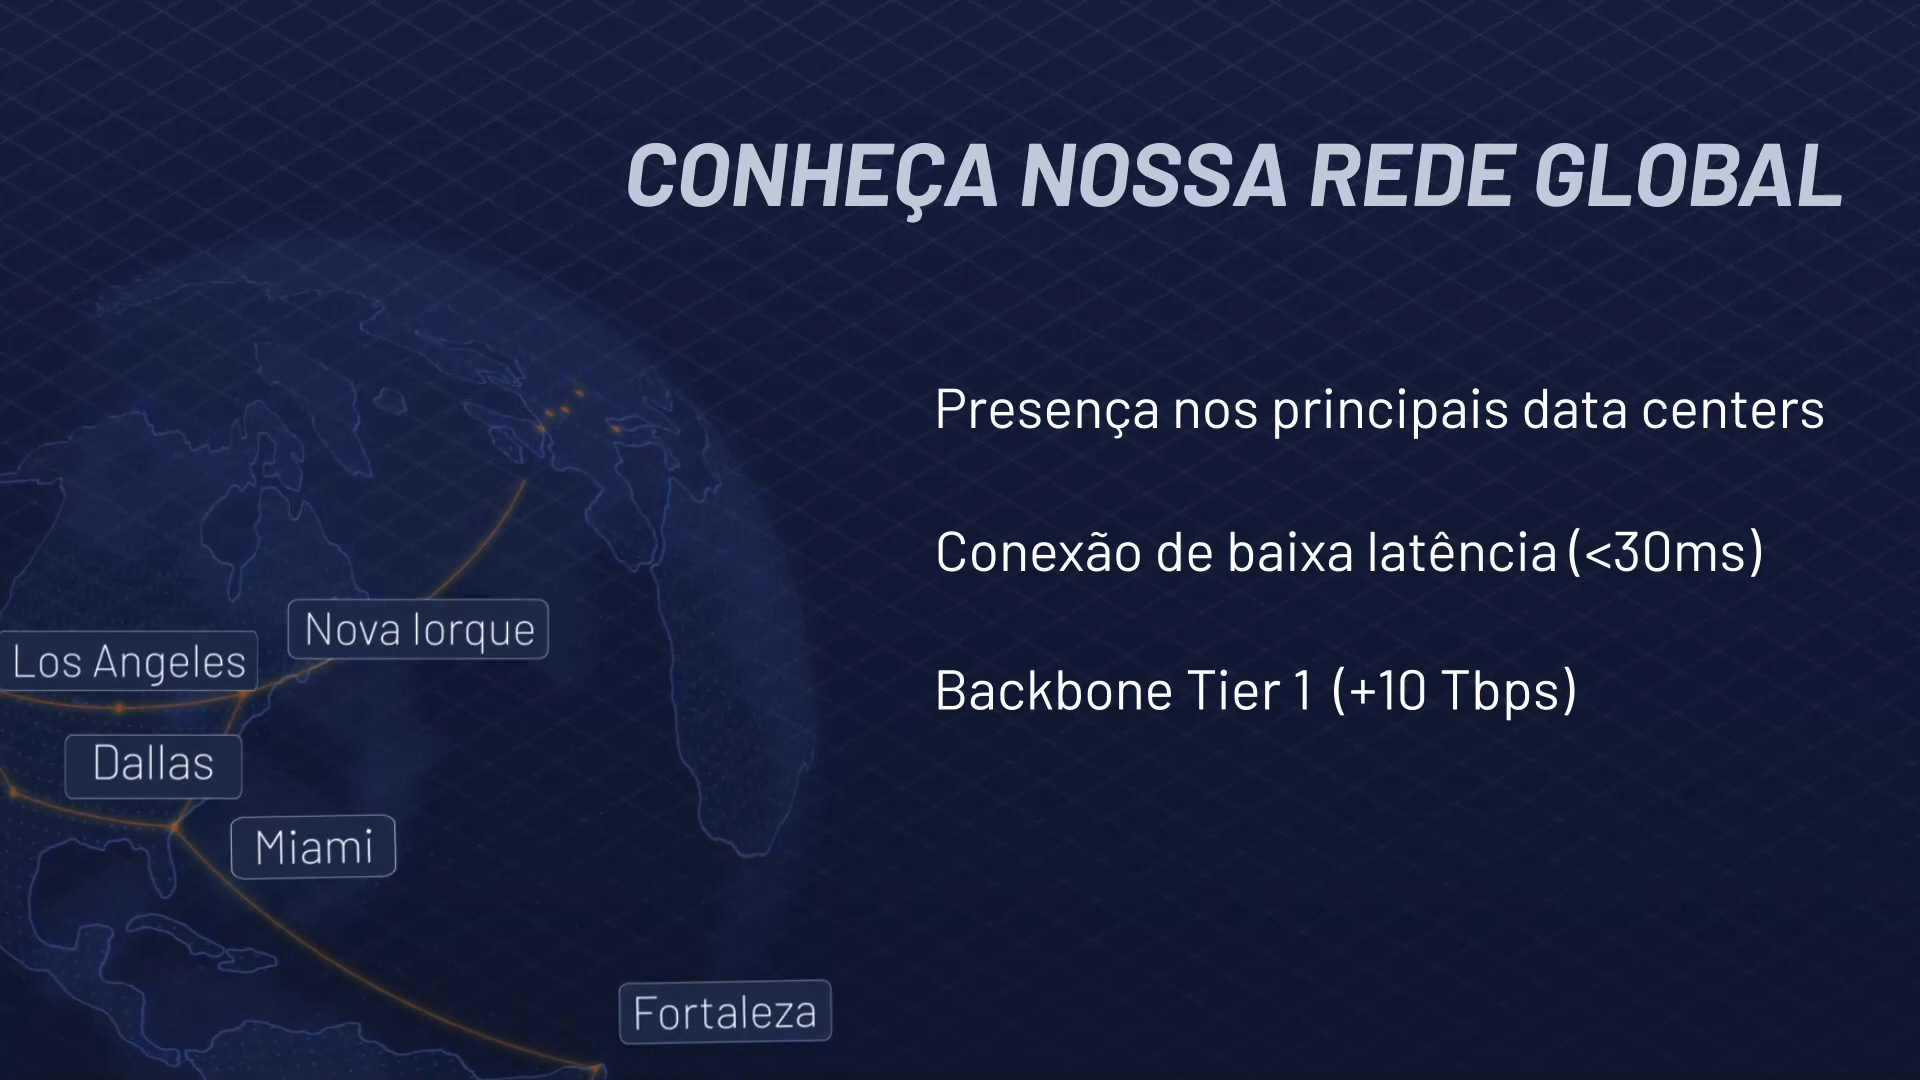 CONHEÇA NOSSA REDE GLOBAL
Presença nos principais data centers
Conexão de baixa latência (<30ms)
Backbone Tier 1 (+10 Tbps)
Nova Iorque
Los Angeles
Dallas
Miami
Fortaleza